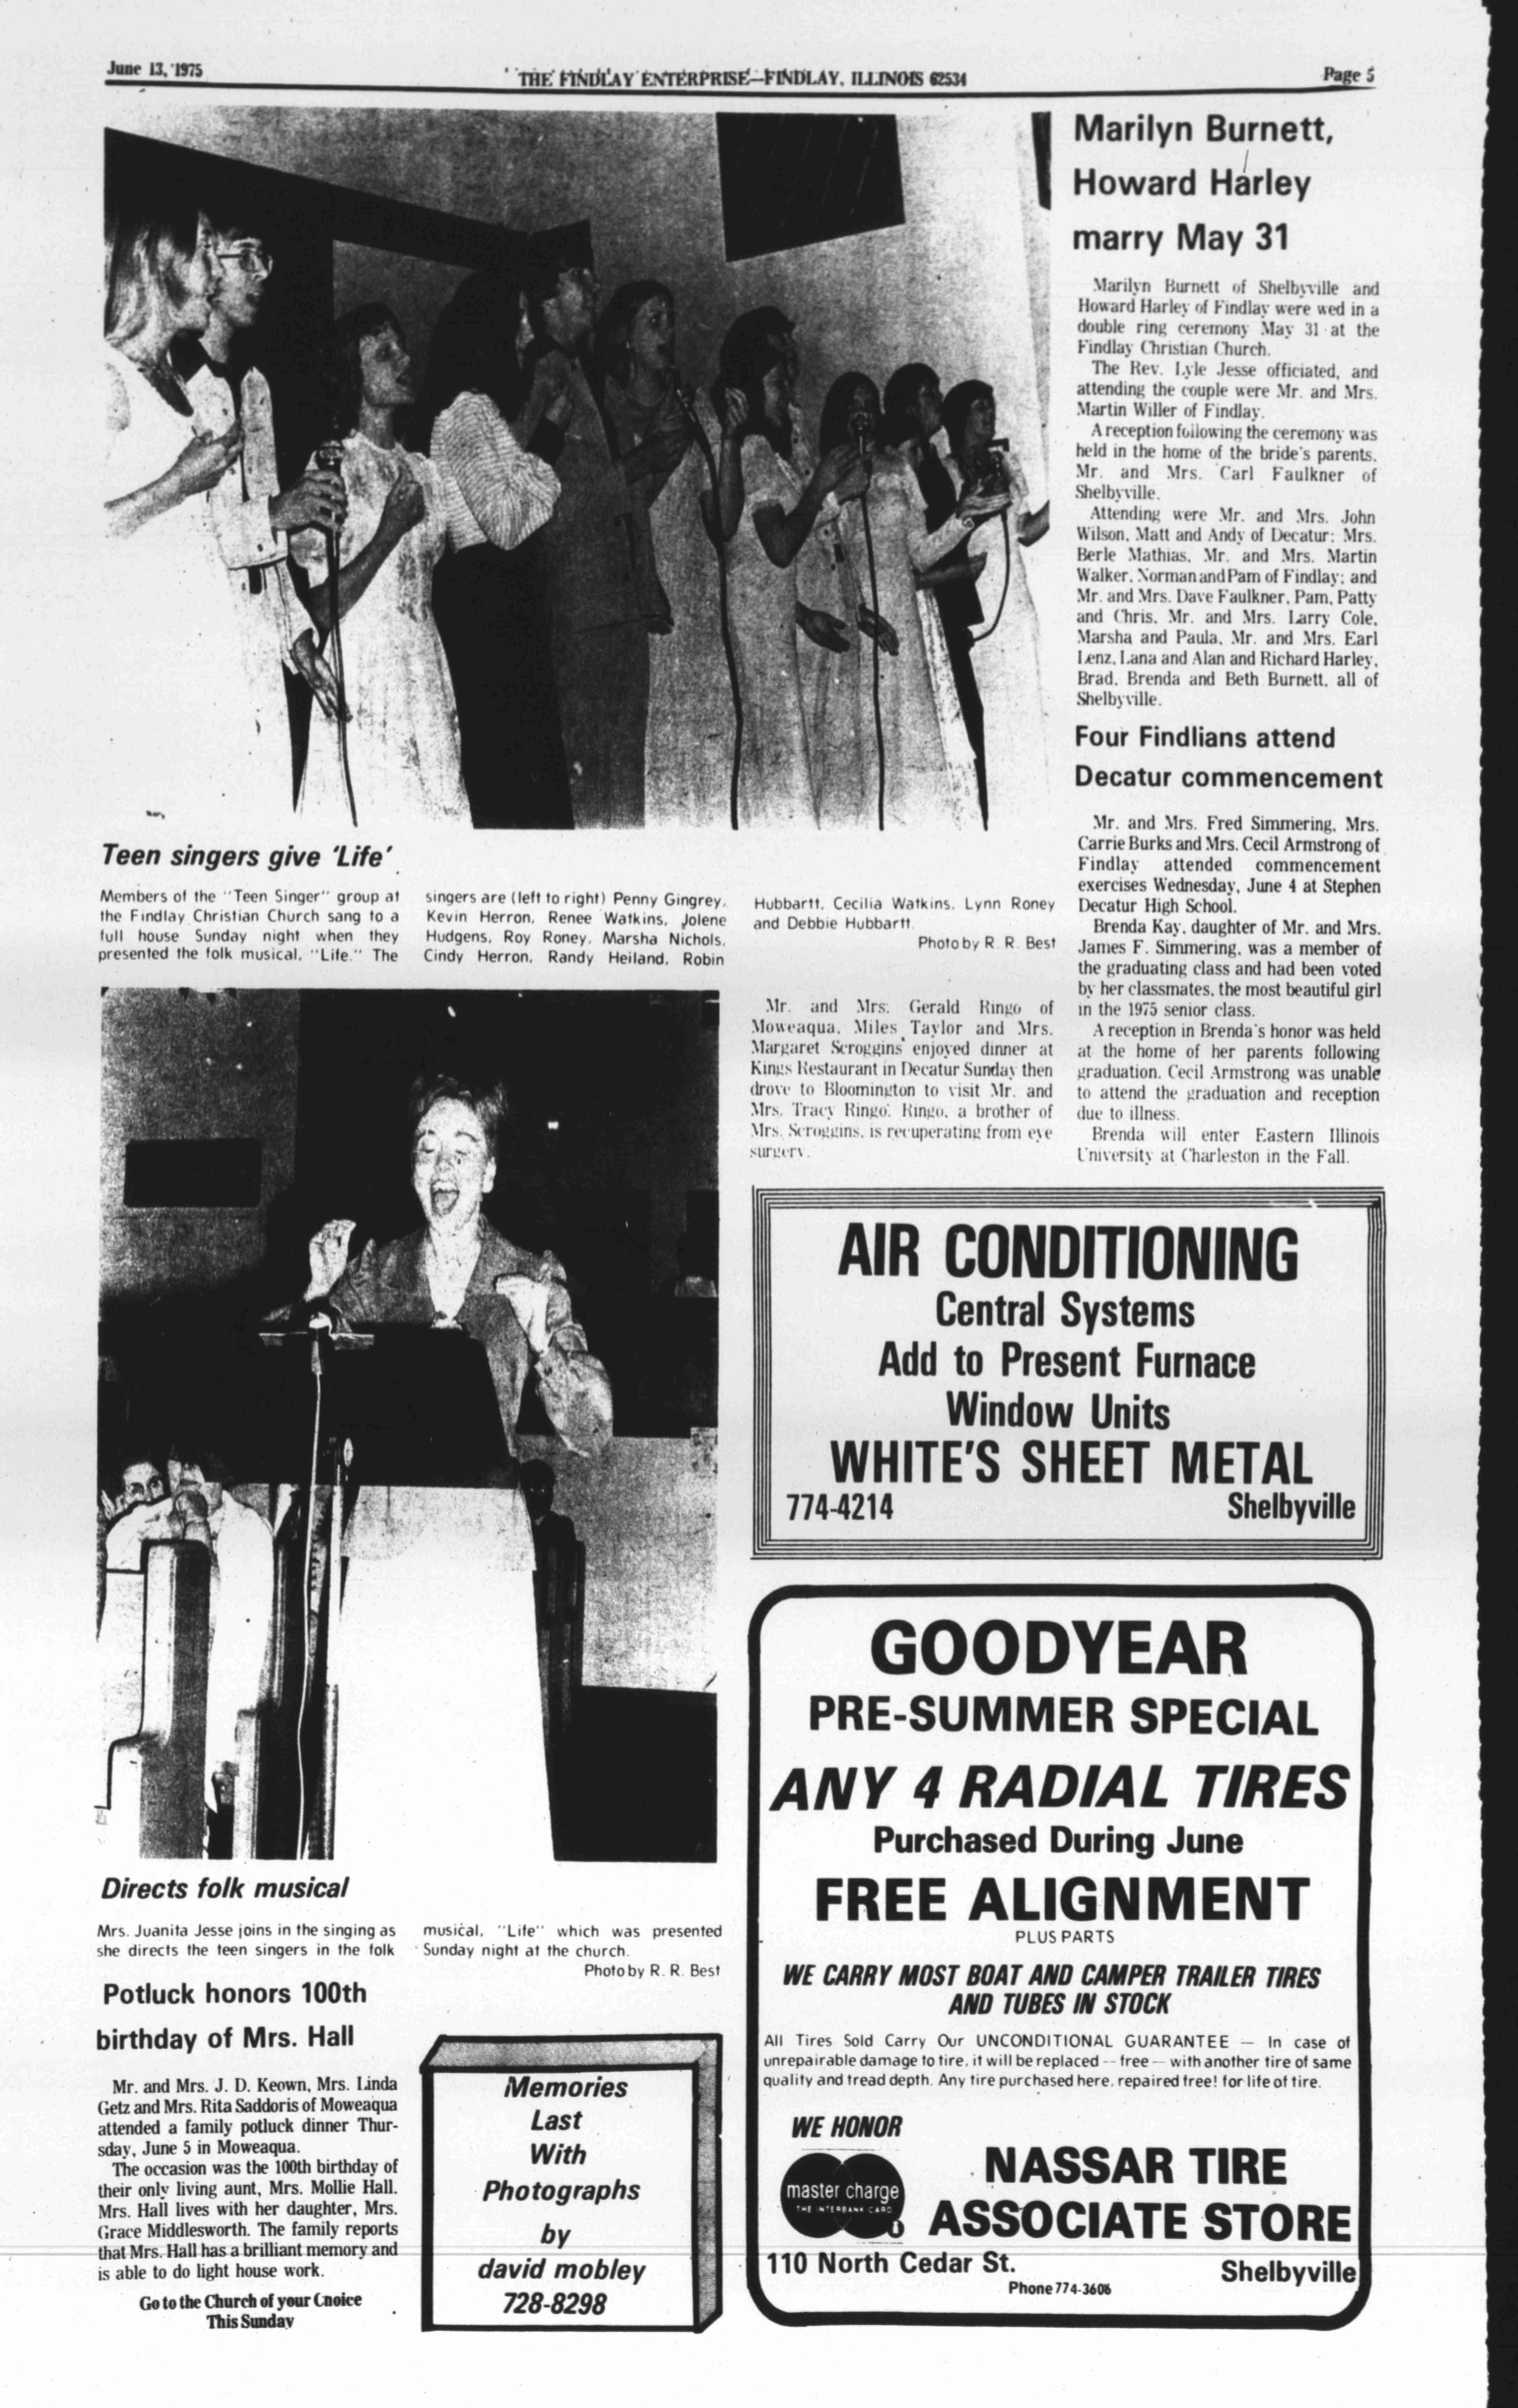 June 13, 1975
THE FINDLAY ENTERPRISE—FINDLAY, ILLINOIS 62534
Page 5
Teen singers give 'Life'
Members of the "Teen Singer" group at
the Findlay Christian Church sang to a
full house Sunday night when they
presented the folk musical, "Life." The
singers are (left to right) Penny Gingrey,
Kevin Herron, Renee Watkins, Jolene
Hudgens, Roy Roney, Marsha Nichols,
Cindy Herron, Randy Heiland, Robin
Hubbartt, Cecilia Watkins, Lynn Roney
and Debbie Hubbartt.
Photo by R. R. Best
Marilyn Burnett,
Howard Harley
marry May 31
Marilyn Burnett of Shelbyville and
Howard Harley of Findlay were wed in a
double ring ceremony May 31 at the
Findlay Christian Church.
The Rev. Lyle Jesse officiated, and
attending the couple were Mr. and Mrs.
Martin Willer of Findlay.
A reception following the ceremony was
held in the home of the bride's parents,
Mr. and Mrs. Carl Faulkner of
Shelbyville.
Attending were Mr. and Mrs. John
Wilson, Matt and Andy of Decatur; Mrs.
Berle Mathias, Mr. and Mrs. Martin
Walker, Norman and Pam of Findlay; and
Mr. and Mrs. Dave Faulkner, Pam, Patty
and Chris, Mr. and Mrs. Larry Cole,
Marsha and Paula, Mr. and Mrs. Earl
Lenz, Lana and Alan and Richard Harley,
Brad, Brenda and Beth Burnett, all of
Shelbyville.
Four Findlians attend
Decatur commencement
Mr. and Mrs. Fred Simmering, Mrs.
Carrie Burks and Mrs. Cecil Armstrong of
Findlay attended commencement
exercises Wednesday, June 4 at Stephen
Decatur High School.
Brenda Kay, daughter of Mr. and Mrs.
James F. Simmering, was a member of
the graduating class and had been voted
by her classmates, the most beautiful girl
in the 1975 senior class.
A reception in Brenda's honor was held
at the home of her parents following
graduation. Cecil Armstrong was unable
to attend the graduation and reception
due to illness.
Brenda will enter Eastern Illinois
University at Charleston in the Fall.
Mr. and Mrs. Gerald Ringo of
Moweaqua, Miles Taylor and Mrs.
Margaret Scroggins enjoyed dinner at
Kings Restaurant in Decatur Sunday then
drove to Bloomington to visit Mr. and
Mrs. Tracy Ringo. Ringo, a brother of
Mrs. Scroggins, is recuperating from eye
surgery.
Directs folk musical
Mrs. Juanita Jesse joins in the singing as
she directs the teen singers in the folk
musical, "Life" which was presented
Sunday night at the church.
Photo by R. R. Best
Potluck honors 100th
birthday of Mrs. Hall
Mr. and Mrs. J. D. Keown, Mrs. Linda
Getz and Mrs. Rita Saddoris of Moweaqua
attended a family potluck dinner Thur-
sday, June 5 in Moweaqua.
The occasion was the 100th birthday of
their only living aunt, Mrs. Mollie Hall.
Mrs. Hall lives with her daughter, Mrs.
Grace Middlesworth. The family reports
that Mrs. Hall has a brilliant memory and
is able to do light house work.
Go to the Church of your Cnoice
This Sunday
Memories
Last
With
Photographs
by
david mobley
728-8298
AIR CONDITIONING
Central Systems
Add to Present Furnace
Window Units
WHITE'S SHEET METAL
774-4214 Shelbyville
GOODYEAR
PRE-SUMMER SPECIAL
ANY 4 RADIAL TIRES
Purchased During June
FREE ALIGNMENT
PLUS PARTS
WE CARRY MOST BOAT AND CAMPER TRAILER TIRES
AND TUBES IN STOCK
All Tires Sold Carry Our UNCONDITIONAL GUARANTEE — In case of
unrepairable damage to tire, it will be replaced -- free — with another tire of same
quality and tread depth. Any tire purchased here, repaired free! for life of tire.
WE HONOR
master charge
THE INTERBANK CARD
NASSAR TIRE
ASSOCIATE STORE
110 North Cedar St.
Phone 774-3606
Shelbyville